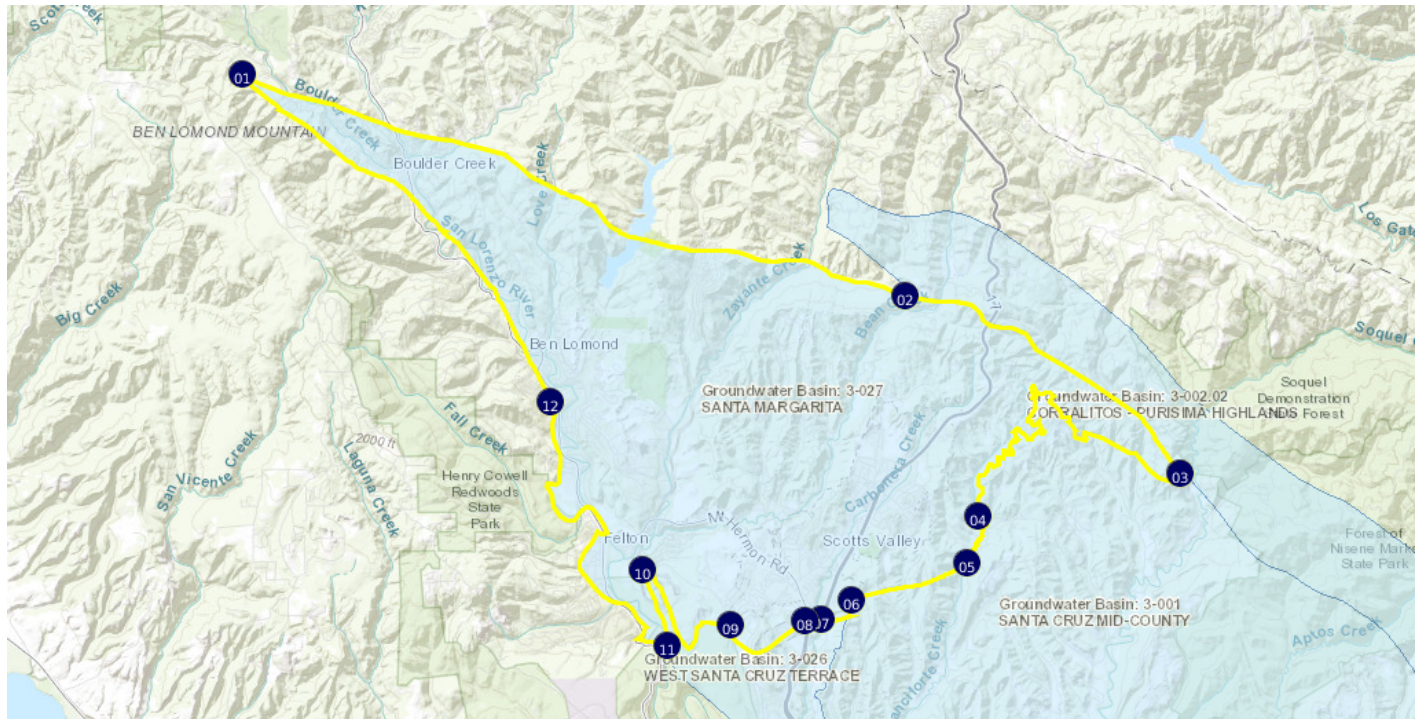 01
Boulder Creek
BEN LOMOND MOUNTAIN
Boulder Creek
Love Creek
San Lorenzo River
Zayante Creek
Bean
02
17
Los Gat
Soquel
Big Creek
Ben Lomond
12
Groundwater Basin: 3-027
SANTA MARGARITA
Groundwater Basin: 3-002.02
CORRALITOS - PURISIMA HIGHLANDS
Soquel
Demonstration
Forest
Fall Creek
2000 ft
Laguna Creek
San Vicente Creek
Henry Cowell
Redwoods
State
Park
Carbonera Creek
03
04
Felton
Mt Hermon Rd
Scotts Valley
Forest of
Nisene Marks
State Park
05
10
06
07
08
09
11
Groundwater Basin: 3-001
SANTA CRUZ MID-COUNTY
Groundwater Basin: 3-026
WEST SANTA CRUZ TERRACE
Aptos Creek
anciforte Creek